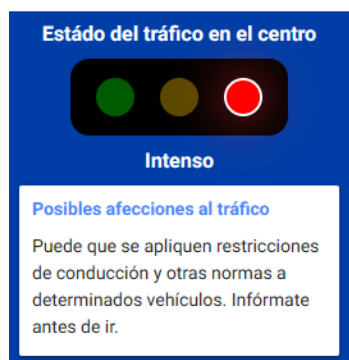 Estádo del tráfico en el centro
Intenso
Posibles afecciones al tráfico
Puede que se apliquen restricciones
de conducción y otras normas a
determinados vehículos. Infórmate
antes de ir.